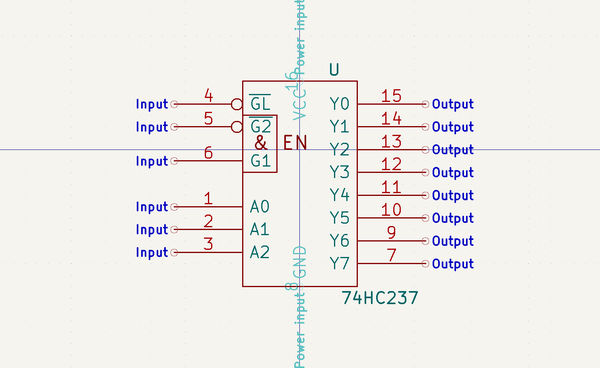 Power input
16
VCC
U
Input 4 GL Y0 15 Output
Input 5 G2 Y1 14 Output
& EN Y2 13 Output
Input 6 G1 Y3 12 Output
Y4 11 Output
Input 1 A0 Y5 10 Output
Input 2 A1 Y6 9 Output
Input 3 A2 Y7 7 Output
GND
8
Power input
74HC237